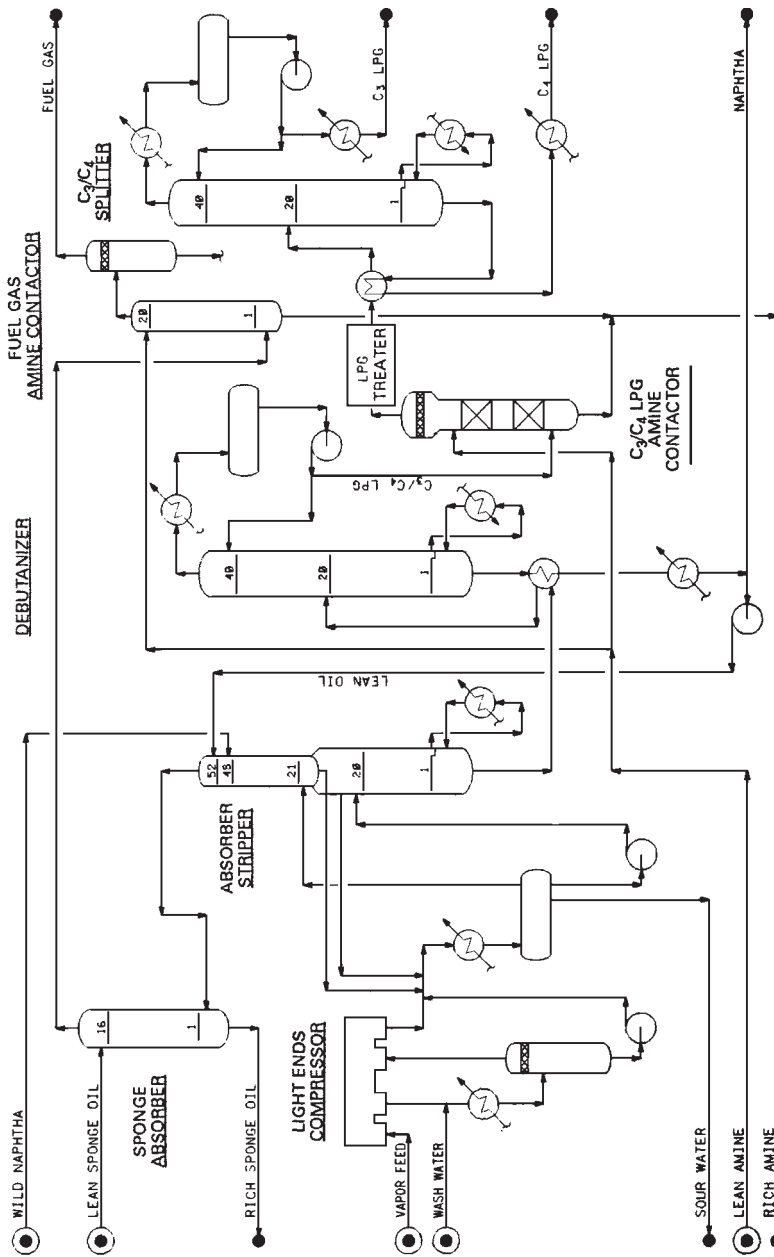 FUEL GAS
C3 LPG
C4 LPG
NAPHTHA
C3/C4
SPLITTER
40
20
1
FUEL GAS
AMINE CONTACTOR
20
1
LPG
TREATER
C3/C4 LPG
AMINE
CONTACTOR
C3/C4 LPG
DEBUTANIZER
40
20
1
LEAN OIL
52
48
21
20
1
ABSORBER
STRIPPER
16
1
SPONGE
ABSORBER
LIGHT ENDS
COMPRESSOR
WILD NAPHTHA
LEAN SPONGE OIL
RICH SPONGE OIL
VAPOR FEED
WASH WATER
SOUR WATER
LEAN AMINE
RICH AMINE